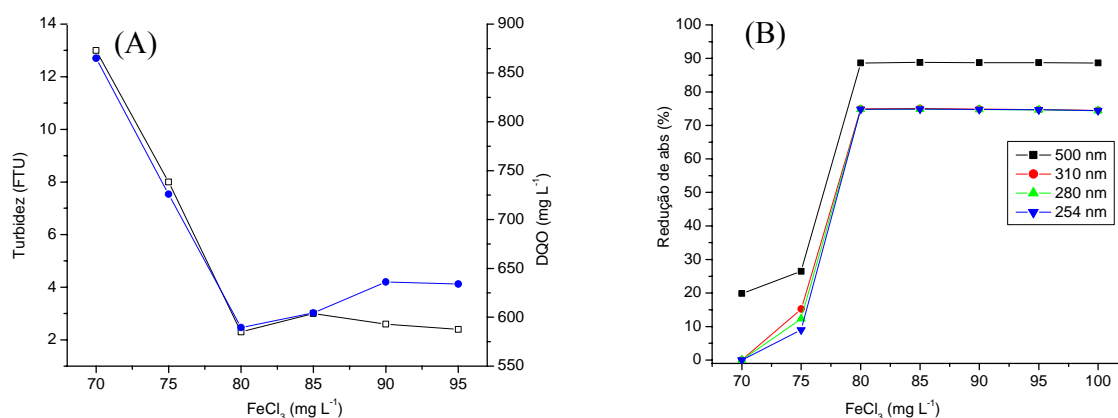 (A)
14
12
10
8
6
4
2
Turbidez (FTU)
900
850
800
750
700
650
600
550
DQO (mg L⁻¹)
70 75 80 85 90 95
FeCl₃ (mg L⁻¹)
(B)
100
90
80
70
60
50
40
30
20
10
0
Redução de abs (%)
500 nm
310 nm
280 nm
254 nm
70 75 80 85 90 95 100
FeCl₃ (mg L⁻¹)